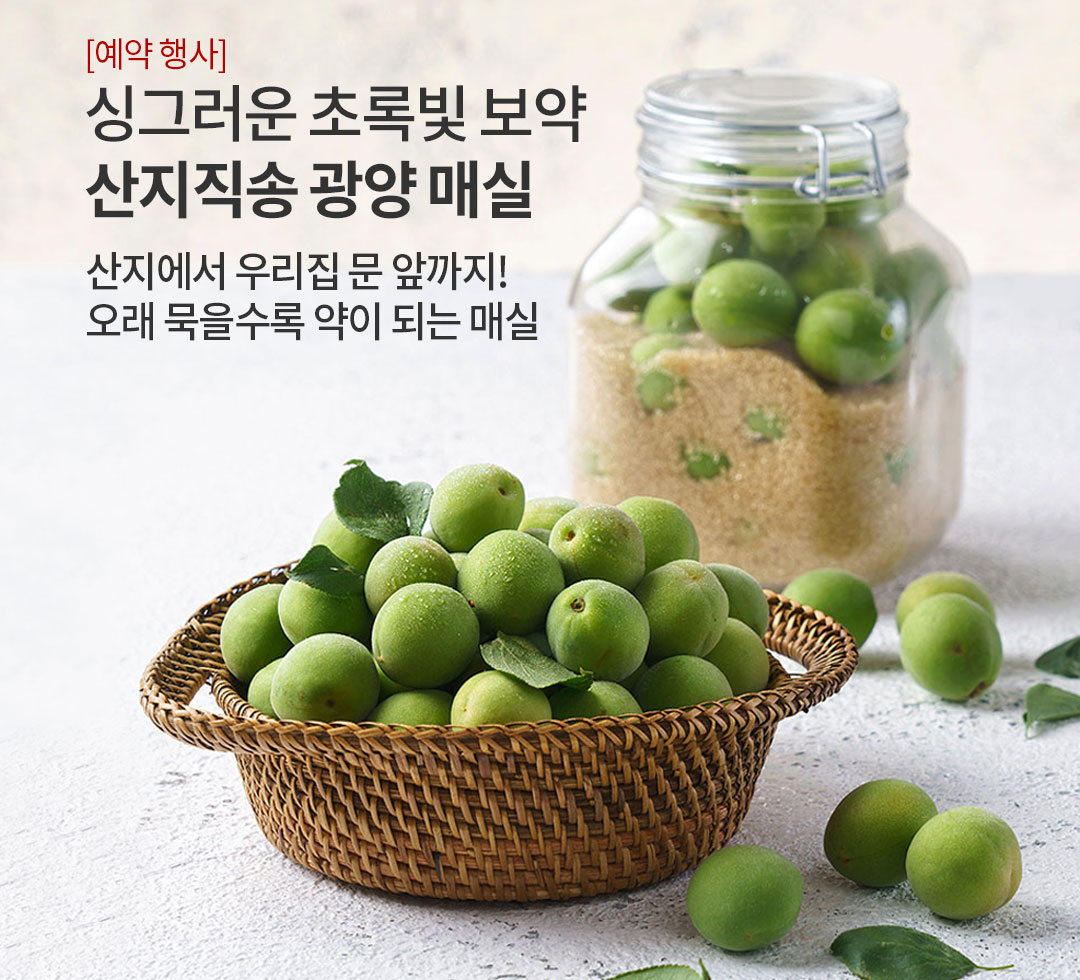 [예약 행사]
싱그러운 초록빛 보약
산지직송 광양 매실
산지에서 우리집 문 앞까지!
오래 묵을수록 약이 되는 매실